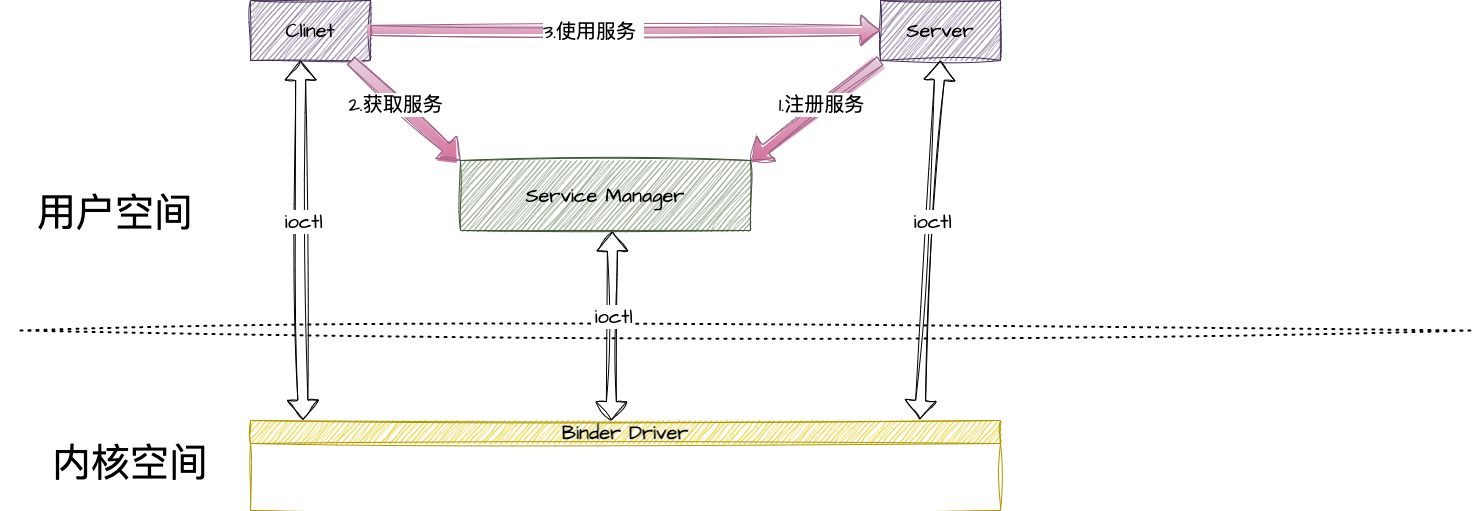 Clinet
3.使用服务
Server
2.获取服务
1.注册服务
Service Manager
用户空间
ioctl
ioctl
ioctl
Binder Driver
内核空间